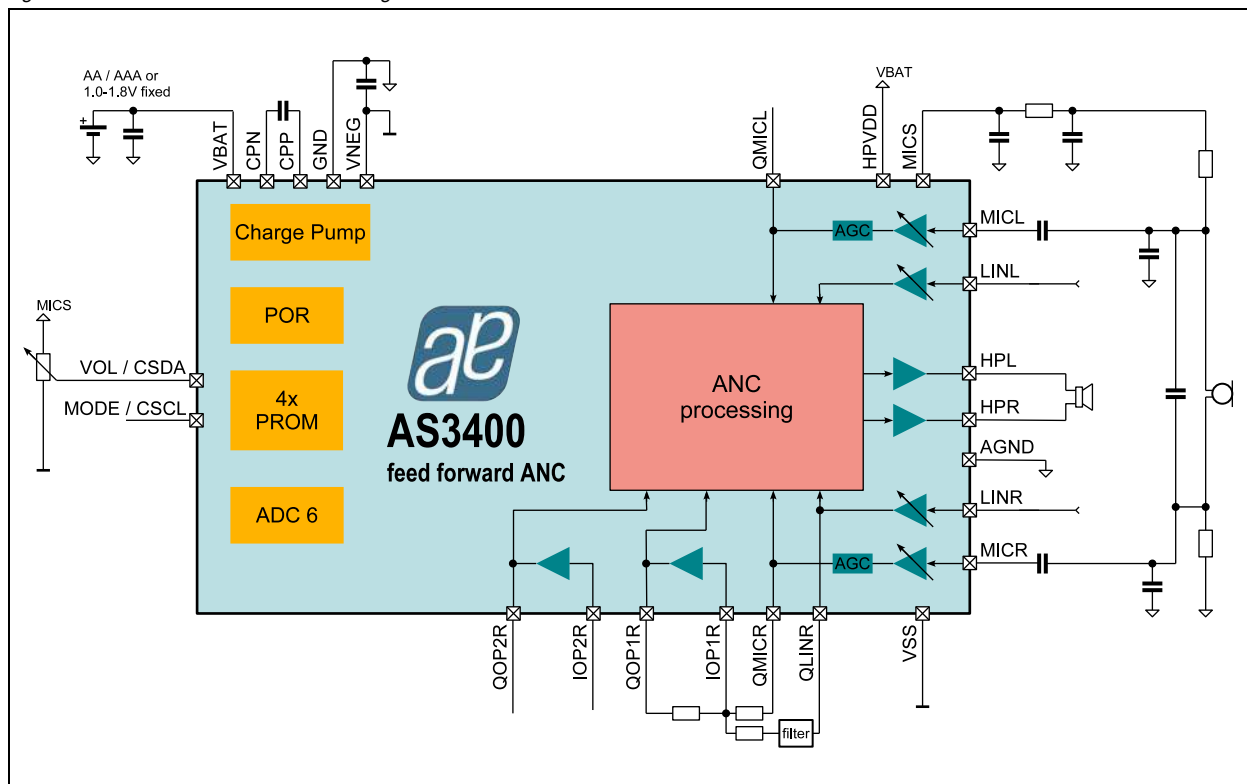 AA / AAA or
1.0-1.8V fixed
VBAT
CPN
CPP
GND
VNEG
QMICL
VBAT
HPVDD
MICS
Charge Pump
POR
4x
PROM
ADC 6
MICS
VOL / CSDA
MODE / CSCL
ae
AS3400
feed forward ANC
ANC
processing
AGC
AGC
MICL
LINL
HPL
HPR
AGND
LINR
MICR
QOP2R
IOP2R
QOP1R
IOP1R
QMICR
QLINR
VSS
filter